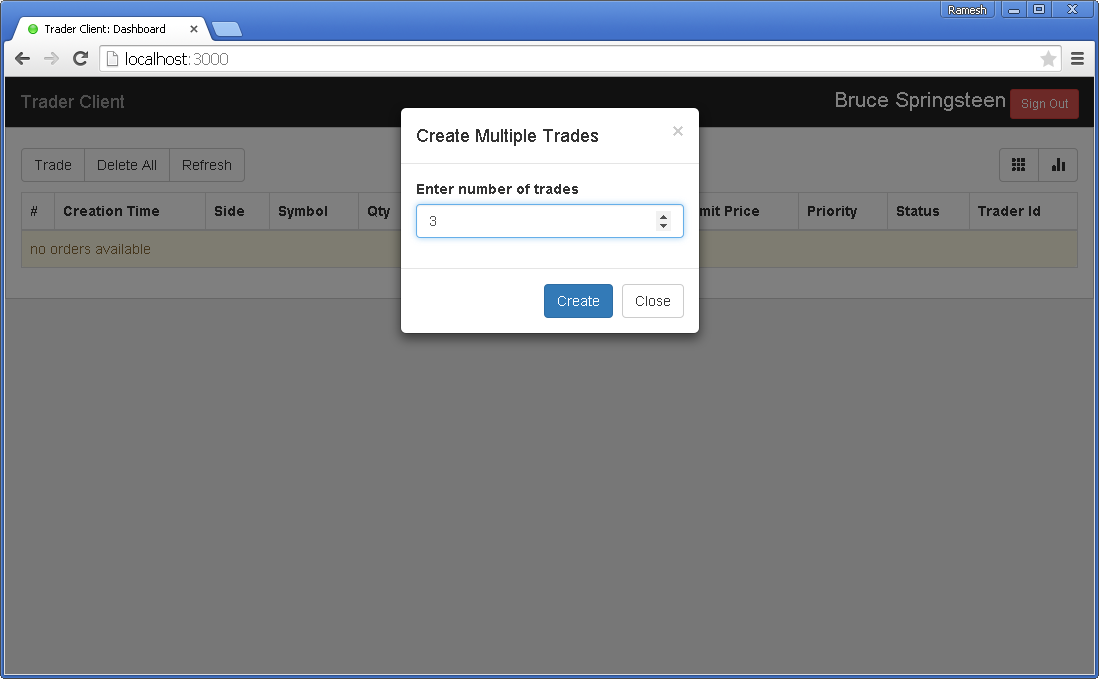 Ramesh
Trader Client: Dashboard
localhost:3000
Trader Client
Bruce Springsteen
Sign Out
Create Multiple Trades
Enter number of trades
3
Create
Close
Trade
Delete All
Refresh
# Creation Time Side Symbol Qty mit Price Priority Status Trader Id
no orders available